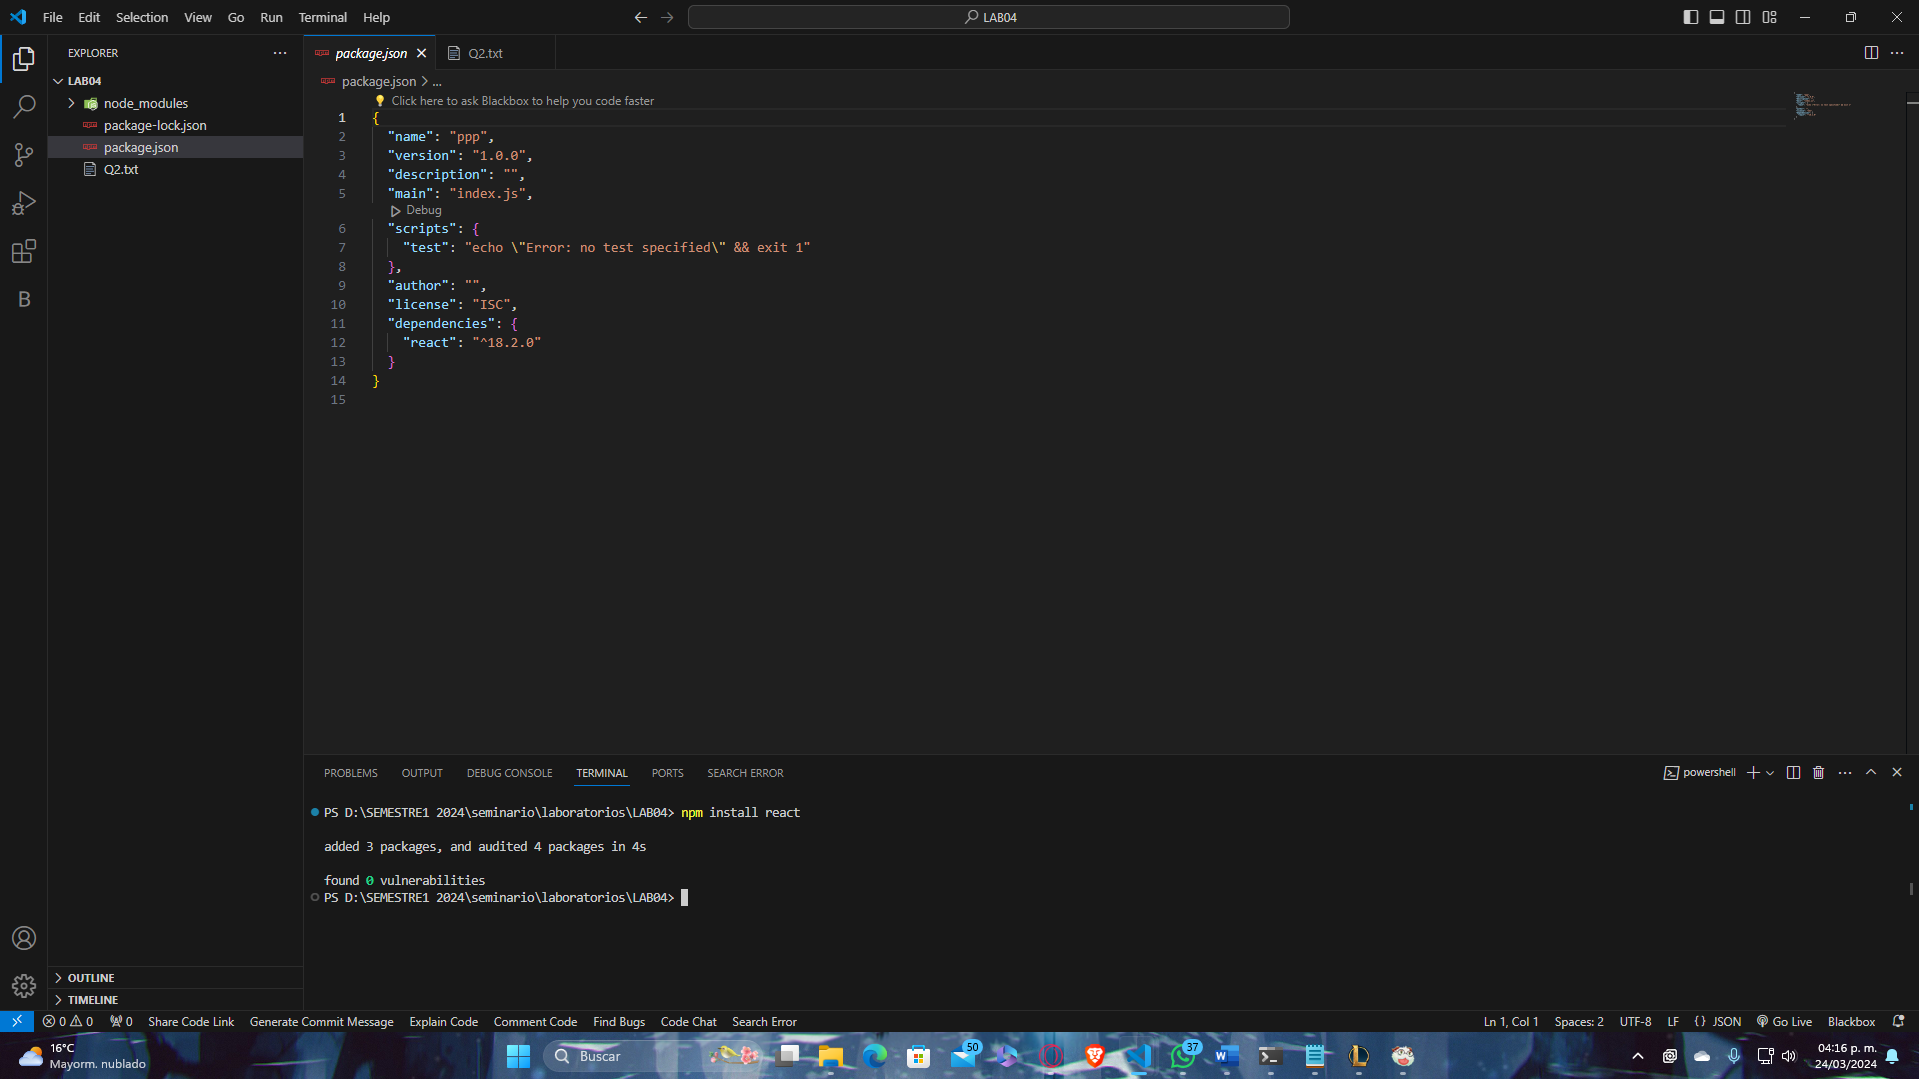 File Edit Selection View Go Run Terminal Help
LAB04
EXPLORER
LAB04
node_modules
package-lock.json
package.json
Q2.txt
OUTLINE
TIMELINE
package.json
Q2.txt
package.json > ...
Click here to ask Blackbox to help you code faster
1 {
2 "name": "ppp",
3 "version": "1.0.0",
4 "description": "",
5 "main": "index.js",
Debug
6 "scripts": {
7 "test": "echo \"Error: no test specified\" && exit 1"
8 },
9 "author": "",
10 "license": "ISC",
11 "dependencies": {
12 "react": "^18.2.0"
13 }
14 }
15
PROBLEMS OUTPUT DEBUG CONSOLE TERMINAL PORTS SEARCH ERROR
powershell
PS D:\SEMESTRE1 2024\seminario\laboratorios\LAB04> npm install react
added 3 packages, and audited 4 packages in 4s
found 0 vulnerabilities
PS D:\SEMESTRE1 2024\seminario\laboratorios\LAB04>
0 0 0 Share Code Link Generate Commit Message Explain Code Comment Code Find Bugs Code Chat Search Error
Ln 1, Col 1 Spaces: 2 UTF-8 LF {} JSON Go Live Blackbox
16°C
Mayorm. nublado
Buscar
50
37
04:16 p. m.
24/03/2024